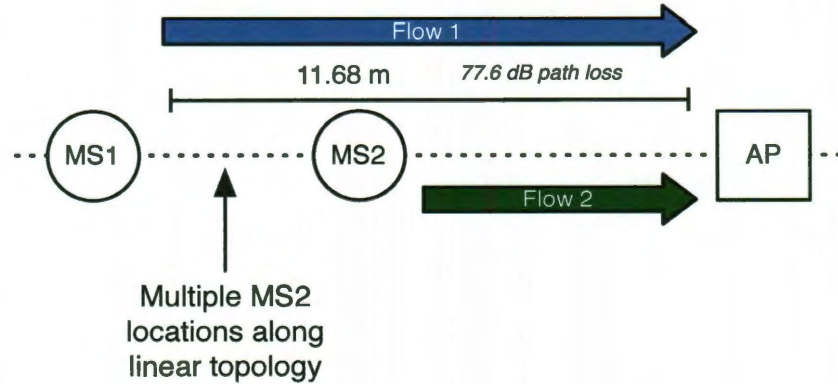 Flow 1
11.68 m 77.6 dB path loss
MS1 MS2 AP
Flow 2
Multiple MS2
locations along
linear topology